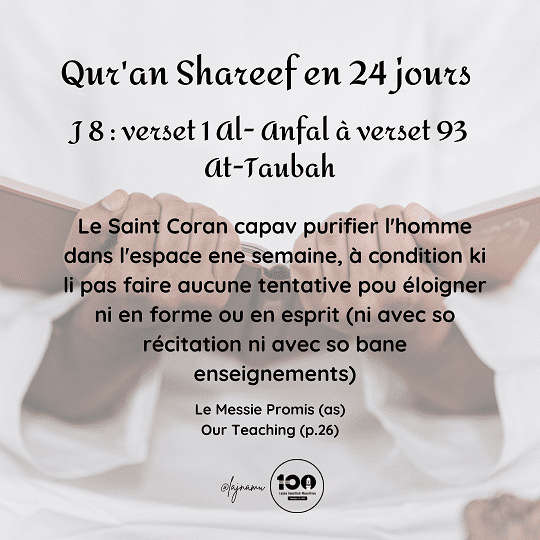 Qur'an Shareef en 24 jours
J 8 : verset 1 Al- Anfal à verset 93
At-Taubah
Le Saint Coran capav purifier l'homme
dans l'espace ene semaine, à condition ki
li pas faire aucune tentative pou éloigner
ni en forme ou en esprit (ni avec so
récitation ni avec so bane
enseignements)
Le Messie Promis (as)
Our Teaching (p.26)
@lajnamu
100
Lajna Imaillah Mauritius